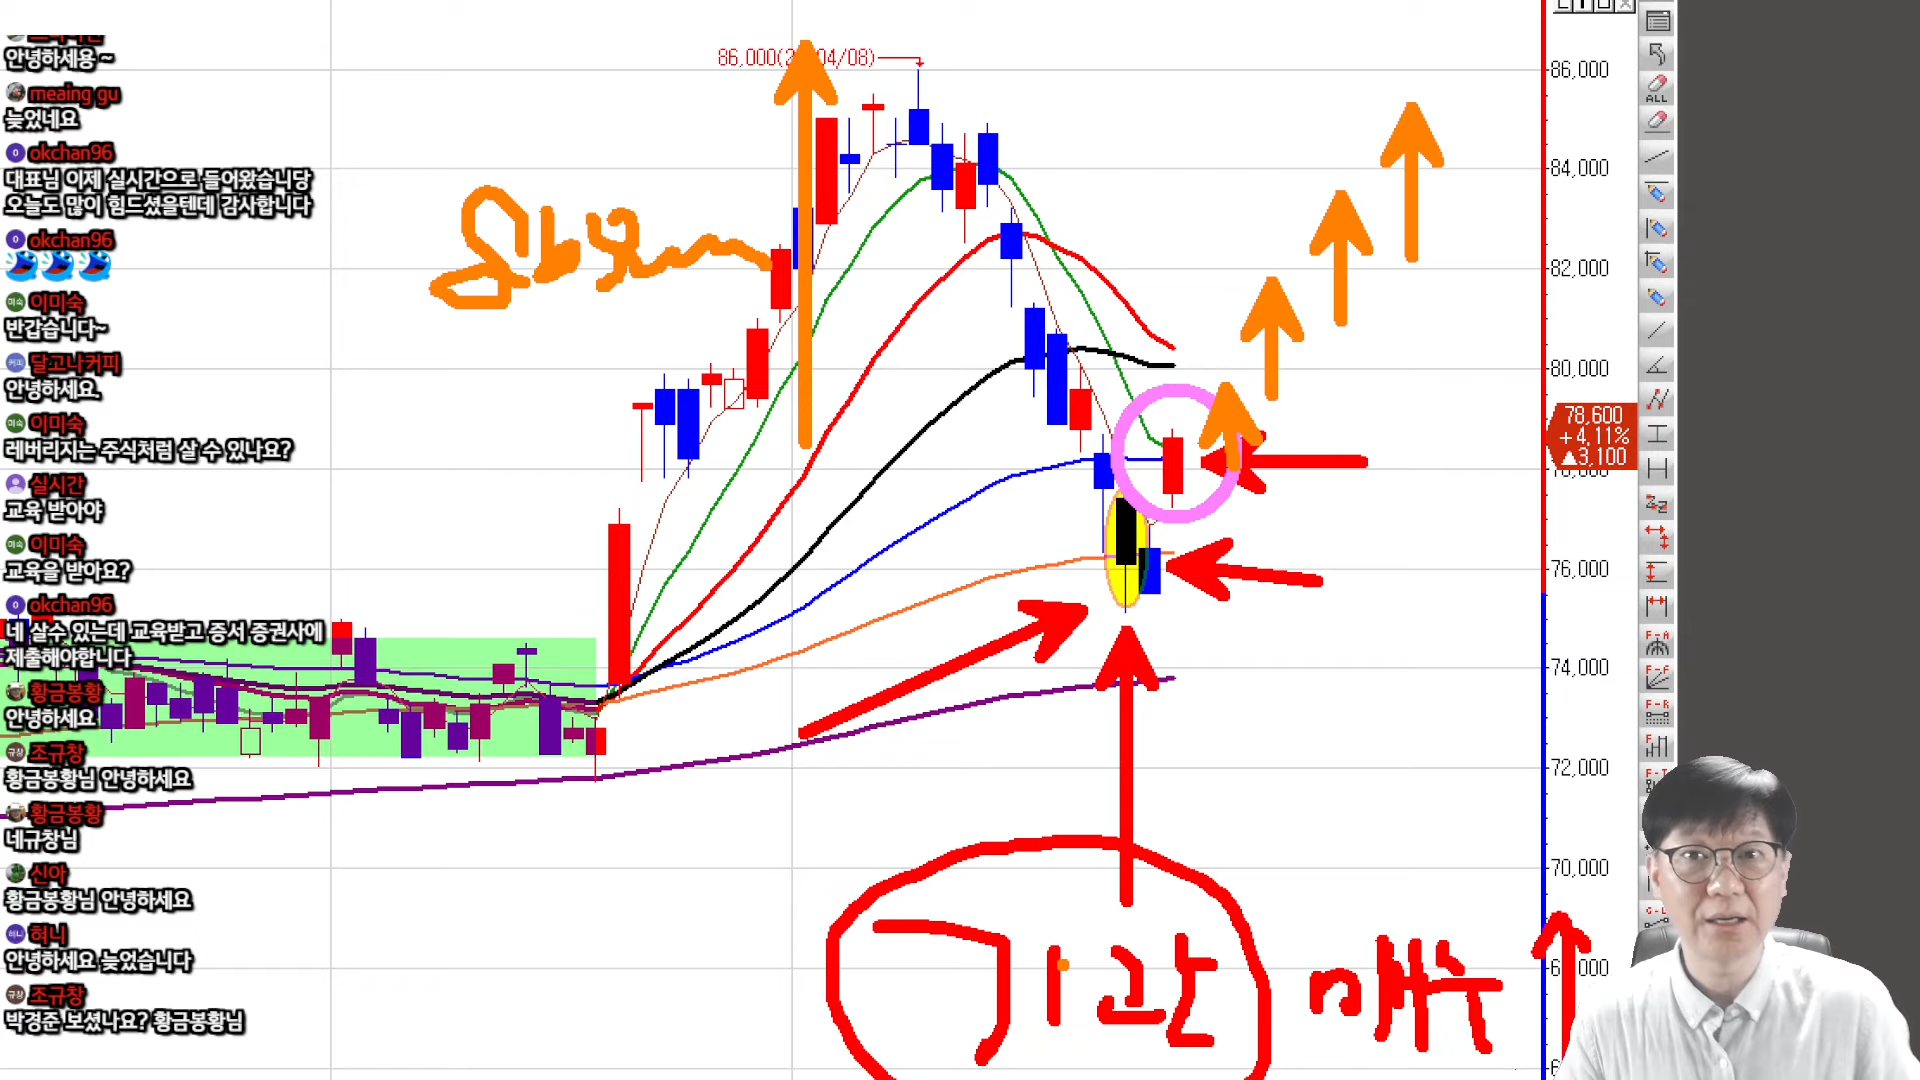 안녕하세용 ~
meaing gu
늦었네요
okchan96
대표님 이제 실시간으로 들어왔습니당
오늘도 많이 힘드셨을텐데 감사합니다
okchan96
이미숙
반갑습니다~
달고나커피
안녕하세요.
이미숙
레버리지는 주식처럼 살 수 있나요?
실시간
교육 받아야
이미숙
교육을 받아요?
okchan96
네 살수 있는데 교육받고 증서 증권사에
제출해야합니다
황금봉황
안녕하세요
조규창
황금봉황님 안녕하세요
황금봉황
네규창님
신아
황금봉황님 안녕하세요
혀니
안녕하세요 늦었습니다
조규창
박경준 보셨나요? 황금봉황님
86,000(2 04/08)
기관 매수
86,000
84,000
82,000
80,000
78,600
+4,11%
▲3,100
76,000
74,000
72,000
70,000
ALL
F-A
F-F
F-R
F
F-T
G-L